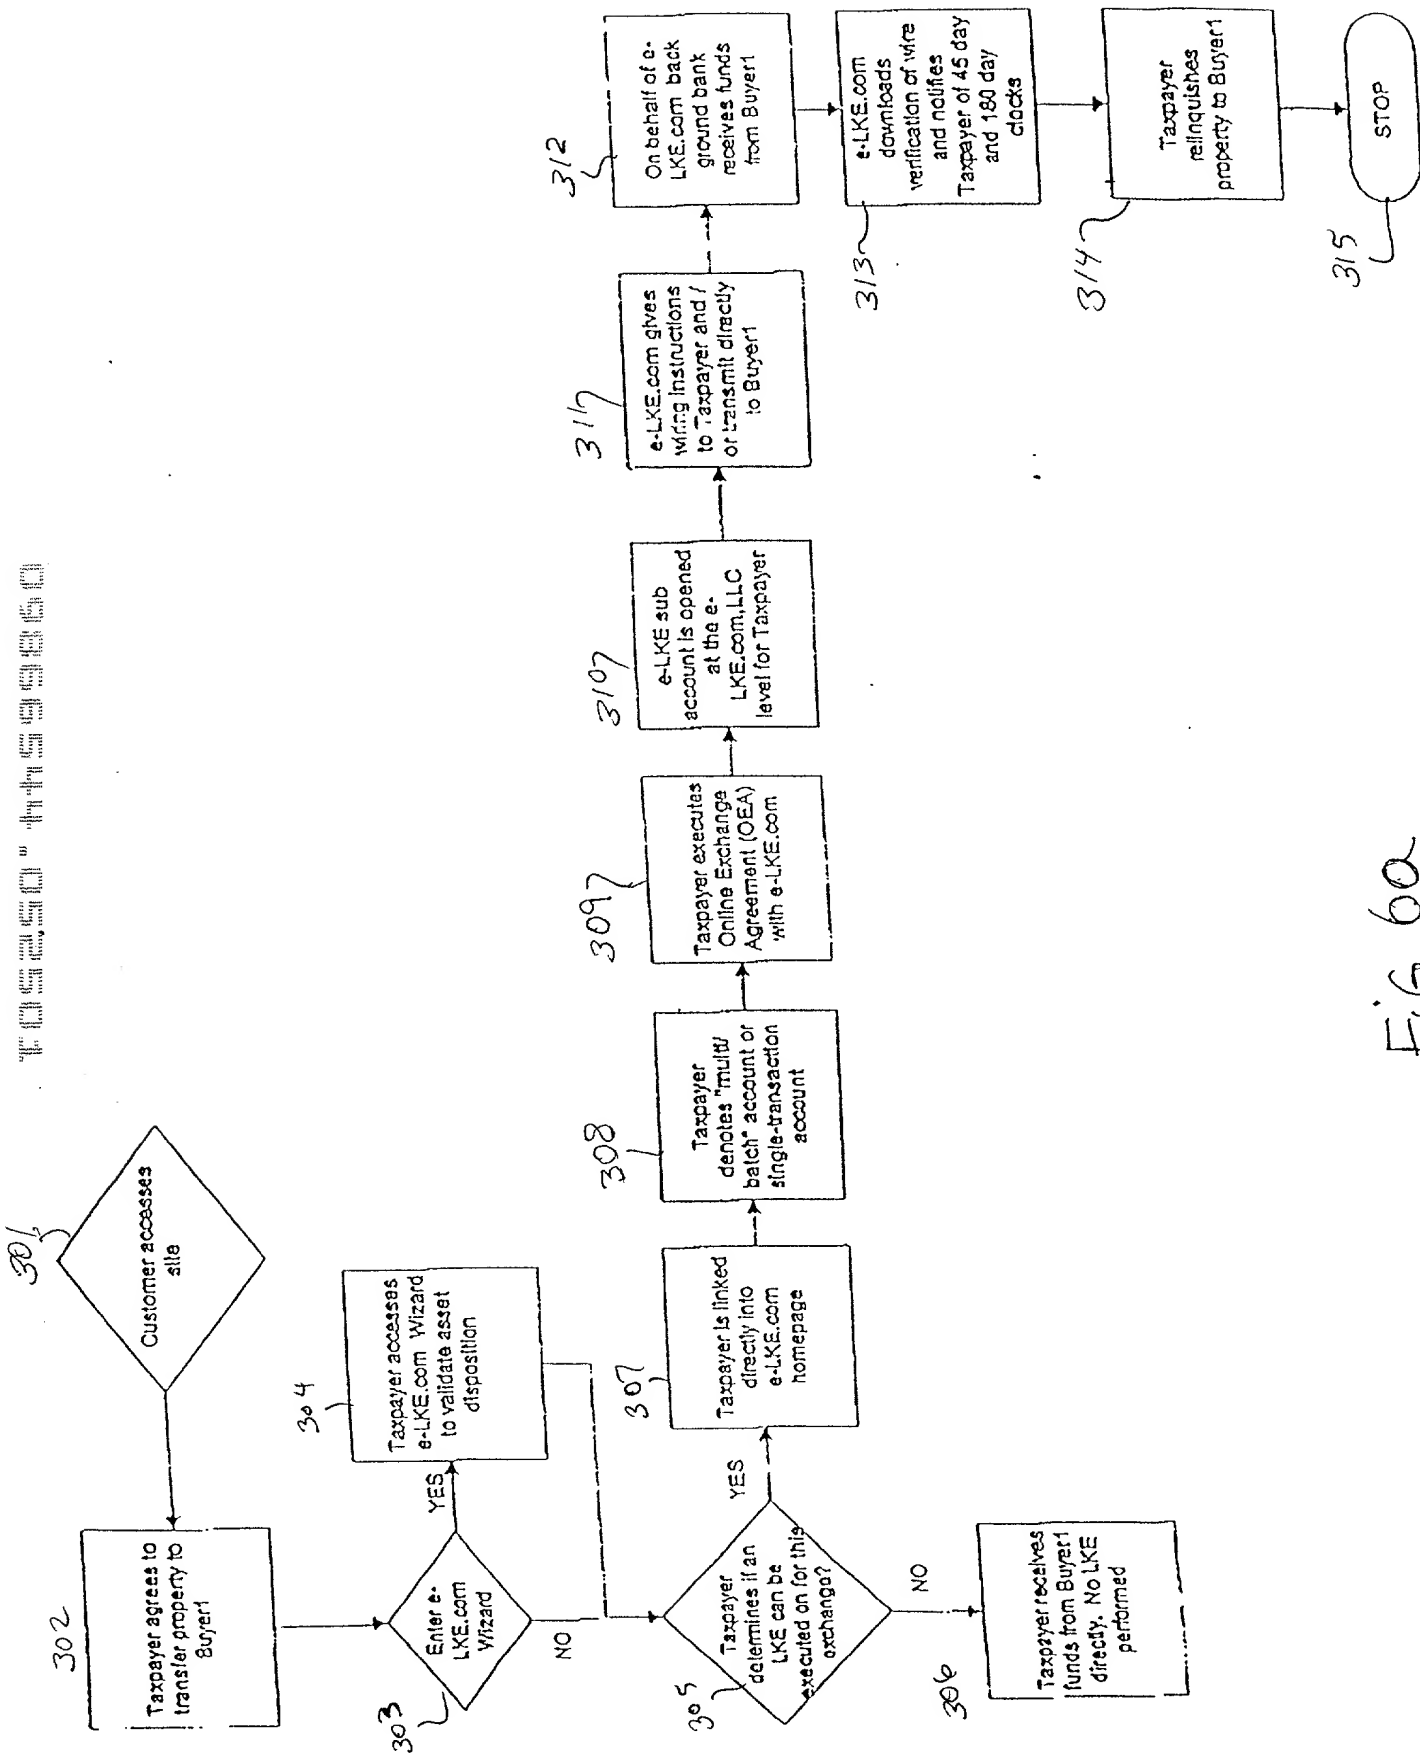 301
Customer accesses
site
302
Taxpayer agrees to
transfer property to
Buyer1
303
Enter e-
LKE.com
Wizard
YES
NO
304
Taxpayer accesses
e-LKE.com Wizard
to validate asset
disposition
305
Taxpayer
determines if an
LKE can be
executed on for this
exchange?
YES
NO
306
Taxpayer receives
funds from Buyer1
directly. No LKE
performed
307
Taxpayer is linked
directly into
e-LKE.com
homepage
308
Taxpayer
denotes "multi/
batch" account or
single-transaction
account
309
Taxpayer executes
Online Exchange
Agreement (OEA)
with e-LKE.com
310
e-LKE sub
account is opened
at the e-
LKE.com,LLC
level for Taxpayer
311
e-LKE.com gives
wiring instructions
to Taxpayer and /
or transmit directly
to Buyer1
312
On behalf of e-
LKE.com back
ground bank
receives funds
from Buyer1
313
e-LKE.com
downloads
verification of wire
and notifies
Taxpayer of 45 day
and 180 day
clocks
314
Taxpayer
relinquishes
property to Buyer1
315
STOP
FiG 6a